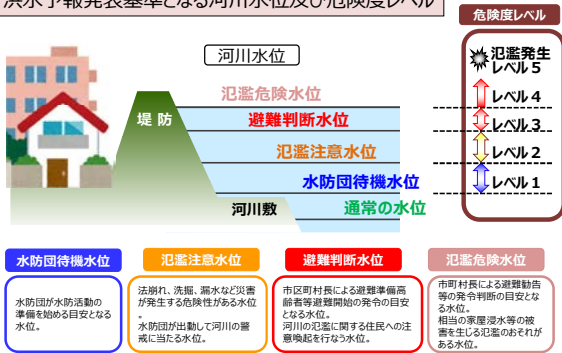 洪水予報発表基準となる河川水位及び危険度レベル
危険度レベル
河川水位
氾濫発生
レベル５
氾濫危険水位
レベル４
堤 防
避難判断水位
レベル３
氾濫注意水位
レベル２
水防団待機水位
レベル１
河川敷
通常の水位
水防団待機水位
水防団が水防活動の
準備を始める目安となる
水位。
氾濫注意水位
法崩れ、洗掘、漏水など災害
が発生する危険性がある水位
。
水防団が出動して河川の警
戒に当たる水位。
避難判断水位
市区町村長による避難準備高
齢者等避難開始の発令の目安
となる水位。
河川の氾濫に関する住民への注
意喚起を行なう水位。
氾濫危険水位
市町村長による避難勧告
等の発令判断の目安とな
る水位。
相当の家屋浸水等の被
害を生じる氾濫のおそれが
ある水位。